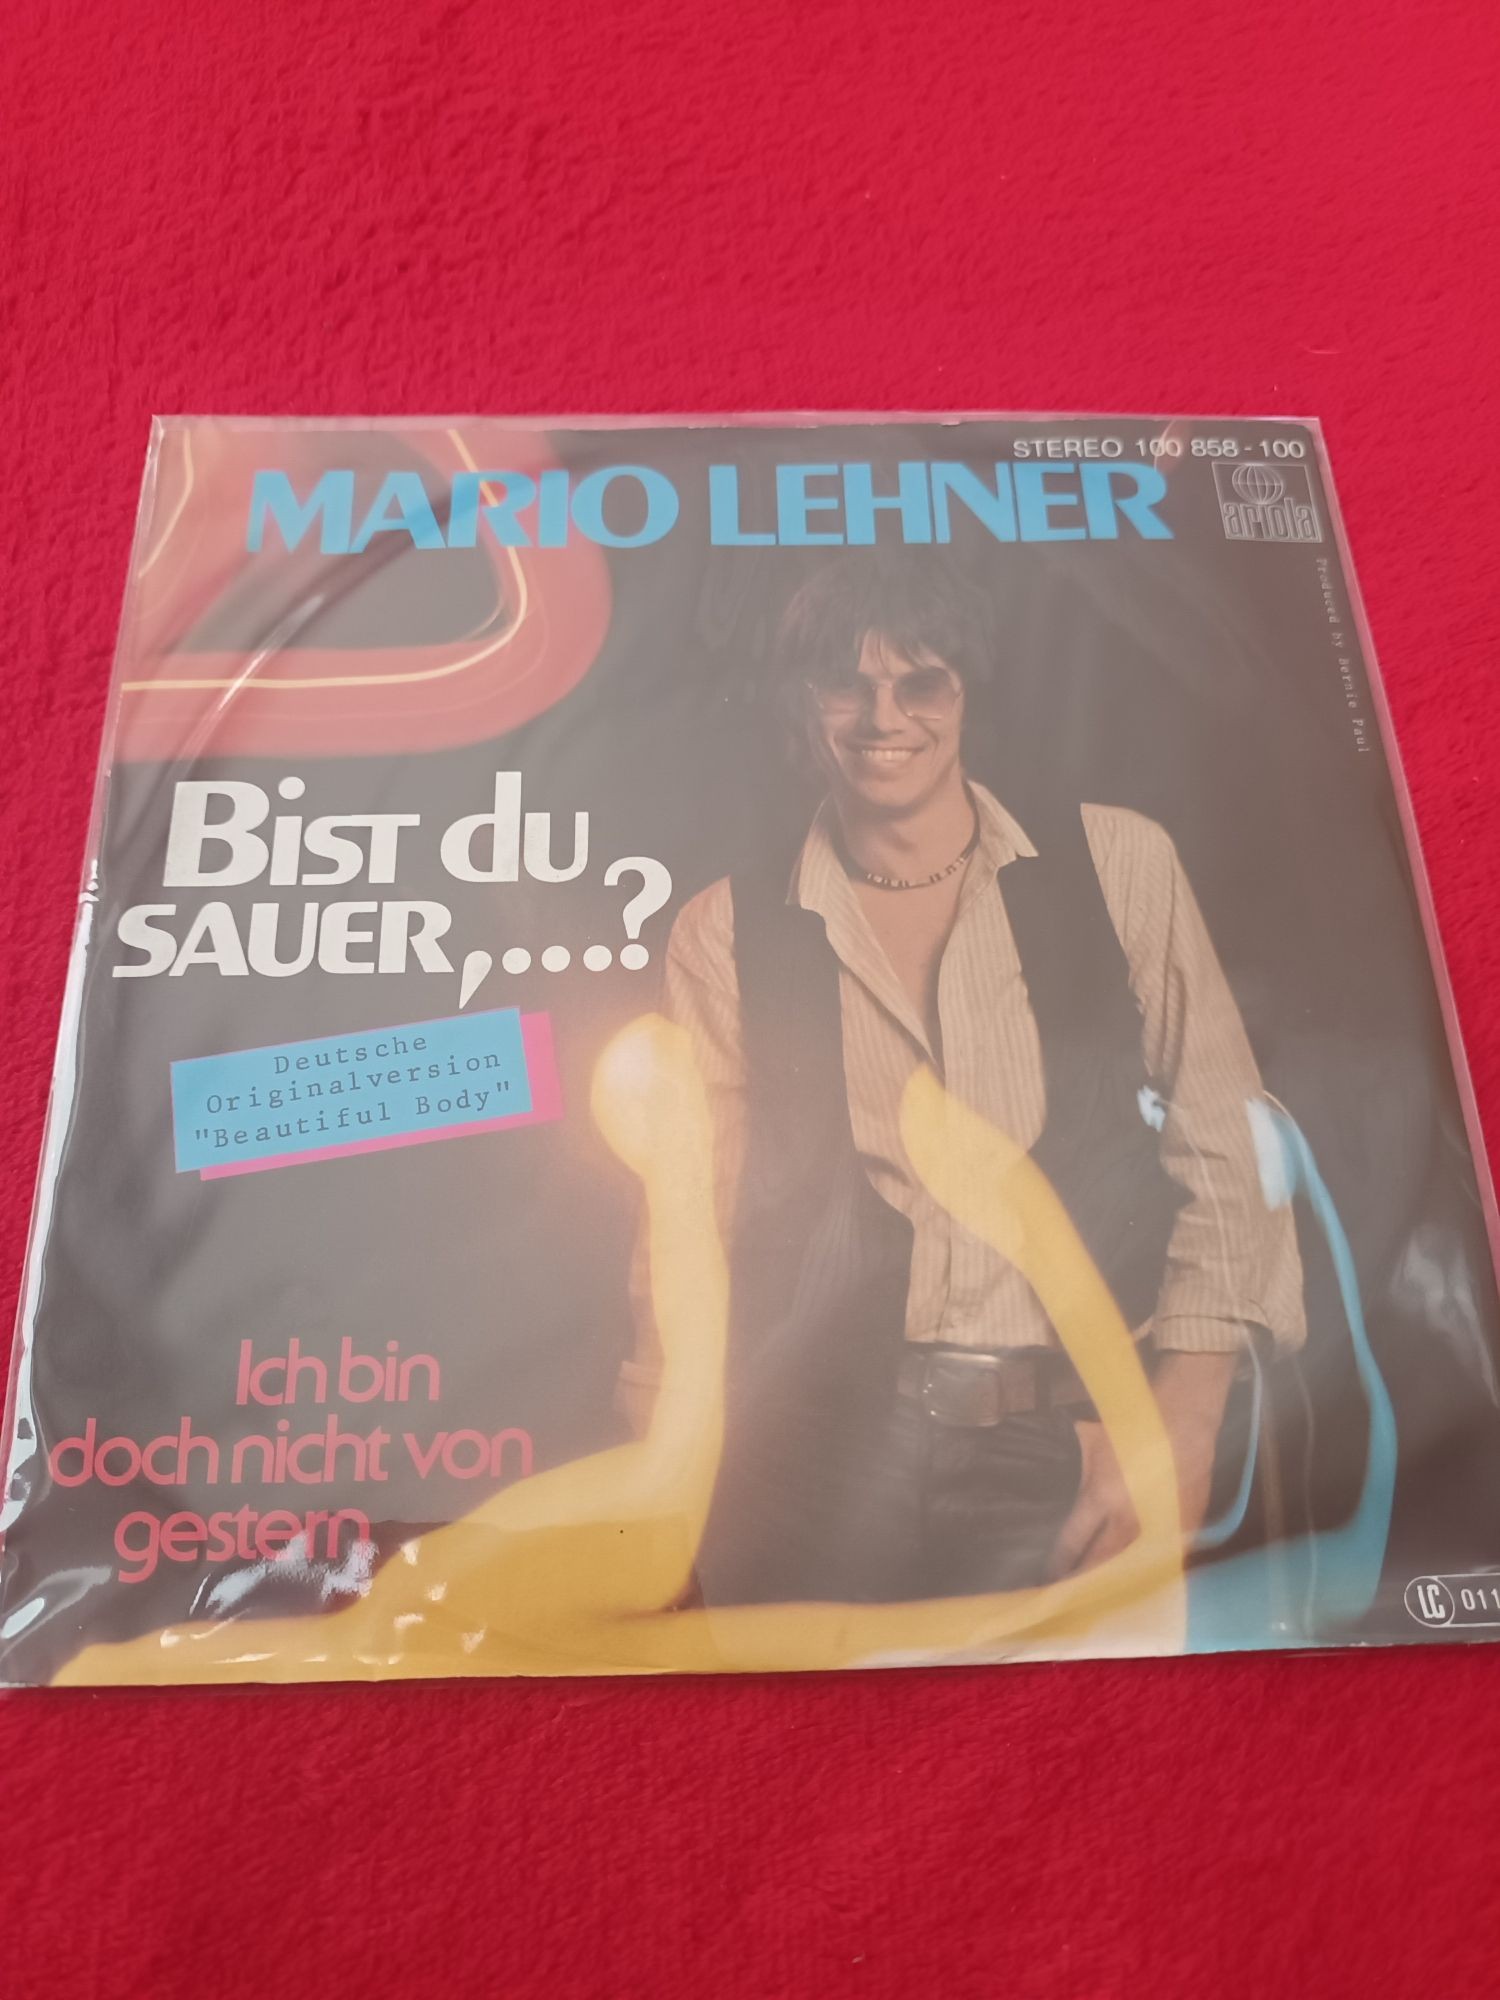 STEREO 100 858-100
MARIO LEHNER
ariola
Produced by Bernie Paul
Bist du
SAUER,...?
Deutsche
Originalversion
"Beautiful Body"
Ich bin
doch nicht von
gestern
LC 011